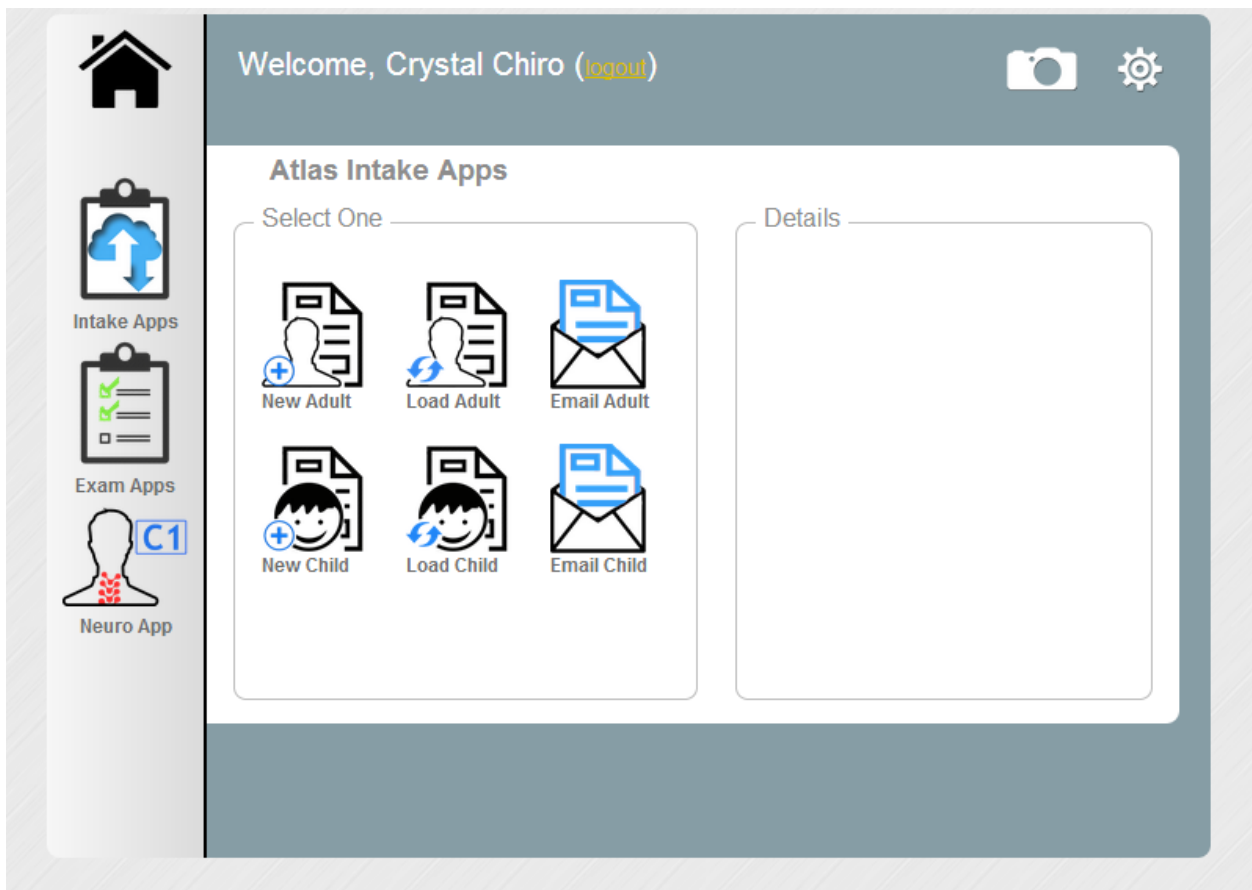 Welcome, Crystal Chiro (logout)
Atlas Intake Apps
Select One
Details
Intake Apps
New Adult
Load Adult
Email Adult
Exam Apps
C1
New Child
Load Child
Email Child
Neuro App